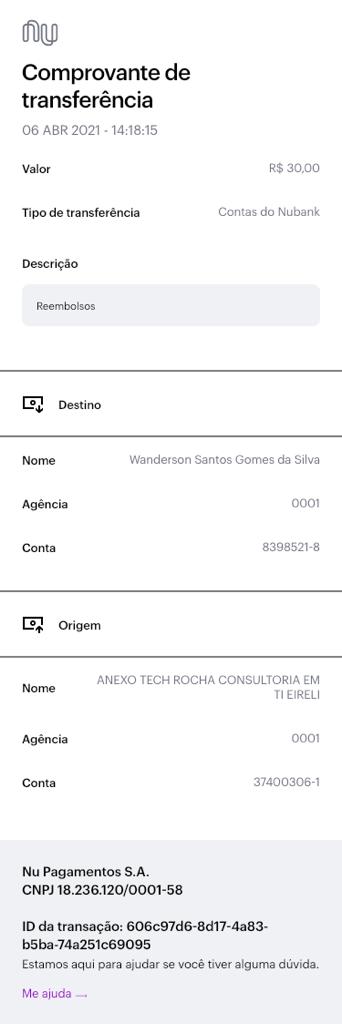 nu
Comprovante de
transferência
06 ABR 2021 - 14:18:15
Valor R$ 30,00
Tipo de transferência Contas do Nubank
Descrição
Reembolsos
Destino
Nome Wanderson Santos Gomes da Silva
Agência 0001
Conta 8398521-8
Origem
Nome ANEXO TECH ROCHA CONSULTORIA EM
TI EIRELI
Agência 0001
Conta 37400306-1
Nu Pagamentos S.A.
CNPJ 18.236.120/0001-58
ID da transação: 606c97d6-8d17-4a83-
b5ba-74a251c69095
Estamos aqui para ajudar se você tiver alguma dúvida.
Me ajuda →